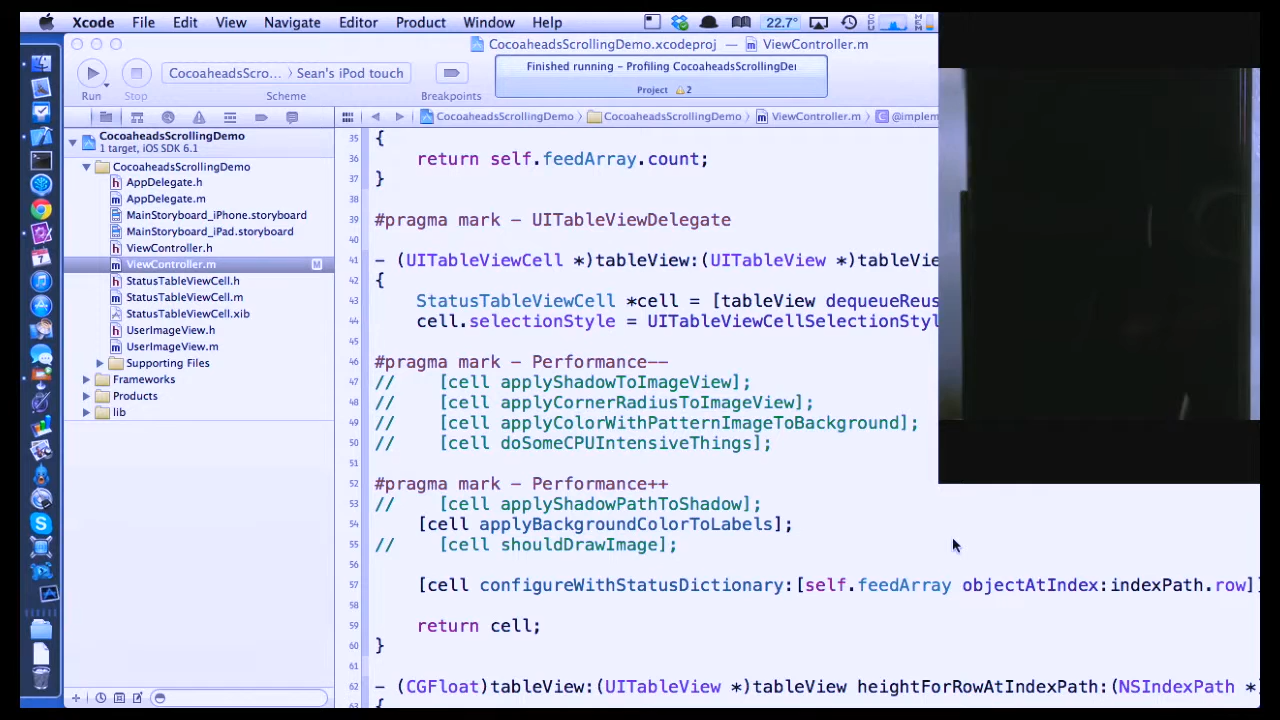 Xcode File Edit View Navigate Editor Product Window Help 22.7°
CocoaheadsScrollingDemo.xcodeproj — ViewController.m
Run Stop
CocoaheadsScro... 〉 Sean's iPod touch
Scheme
Breakpoints
Finished running – Profiling CocoaheadsScrollingDer
Project 2
CocoaheadsScrollingDemo 〉 CocoaheadsScrollingDemo 〉 ViewController.m 〉 C @implem
CocoaheadsScrollingDemo
1 target, iOS SDK 6.1
CocoaheadsScrollingDemo
h AppDelegate.h
m AppDelegate.m
MainStoryboard_iPhone.storyboard
MainStoryboard_iPad.storyboard
h ViewController.h
m ViewController.m M
h StatusTableViewCell.h
m StatusTableViewCell.m
StatusTableViewCell.xib
h UserImageView.h
m UserImageView.m
Supporting Files
Frameworks
Products
lib
35 {
36 return self.feedArray.count;
37 }
38
39 #pragma mark – UITableViewDelegate
40
41 - (UITableViewCell *)tableView:(UITableView *)tableVie
42 {
43 StatusTableViewCell *cell = [tableView dequeueReus
44 cell.selectionStyle = UITableViewCellSelectionStyl
45
46 #pragma mark – Performance--
47 // [cell applyShadowToImageView];
48 // [cell applyCornerRadiusToImageView];
49 // [cell applyColorWithPatternImageToBackground];
50 // [cell doSomeCPUIntensiveThings];
51
52 #pragma mark – Performance++
53 // [cell applyShadowPathToShadow];
54 [cell applyBackgroundColorToLabels];
55 // [cell shouldDrawImage];
56
57 [cell configureWithStatusDictionary:[self.feedArray objectAtIndex:indexPath.row]]
58
59 return cell;
60 }
61
62 - (CGFloat)tableView:(UITableView *)tableView heightForRowAtIndexPath:(NSIndexPath *
63 {